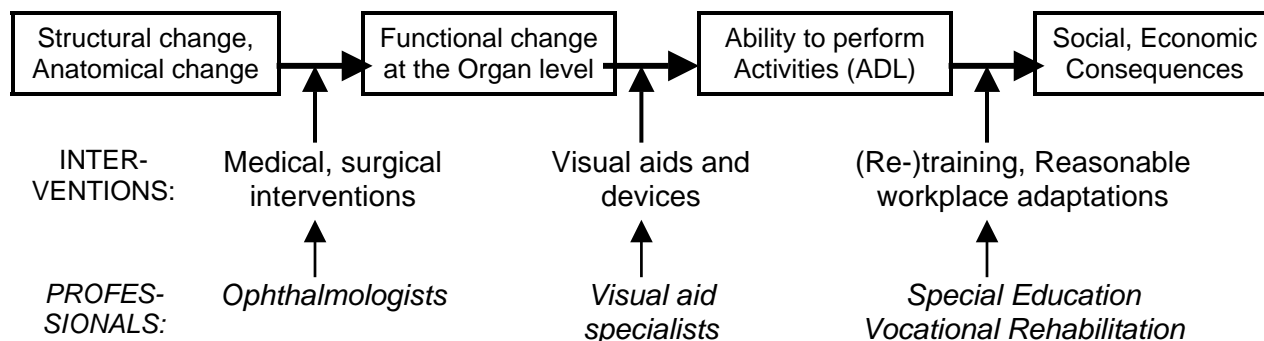 Structural change,
Anatomical change
Functional change
at the Organ level
Ability to perform
Activities (ADL)
Social, Economic
Consequences
INTER-
VENTIONS:
Medical, surgical
interventions
Visual aids and
devices
(Re-)training, Reasonable
workplace adaptations
PROFES-
SIONALS:
Ophthalmologists
Visual aid
specialists
Special Education
Vocational Rehabilitation